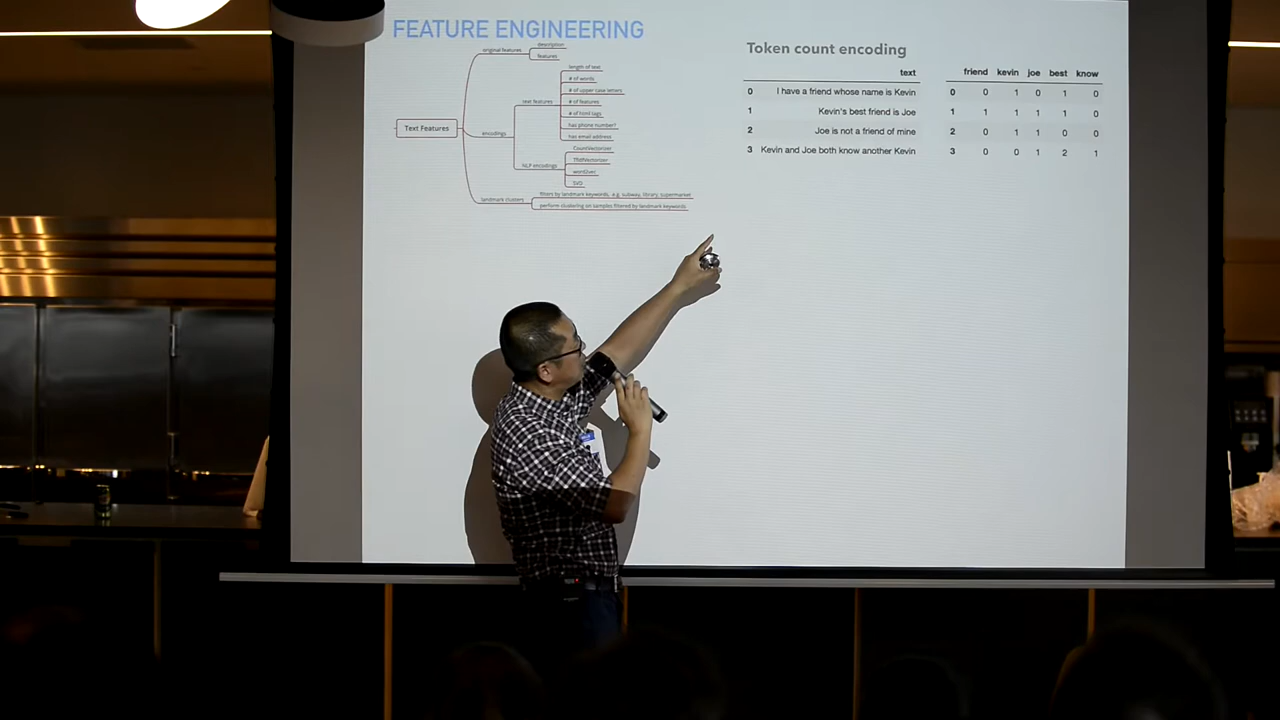 FEATURE ENGINEERING
Text Features
original features
description
features
encodings
text features
length of text
# of words
# of upper case letters
# of features
# of html tags
has phone number?
has email address
NLP encodings
CountVectorizer
TfidfVectorizer
word2vec
SVD
landmark clusters
filters by landmark keywords, e.g. subway, library, supermarket
perform clustering on samples filtered by landmark keywords
Token count encoding
text
0 I have a friend whose name is Kevin
1 Kevin's best friend is Joe
2 Joe is not a friend of mine
3 Kevin and Joe both know another Kevin
friend kevin joe best know
0 0 1 0 1 0
1 1 1 1 1 0
2 0 1 1 0 0
3 0 0 1 2 1